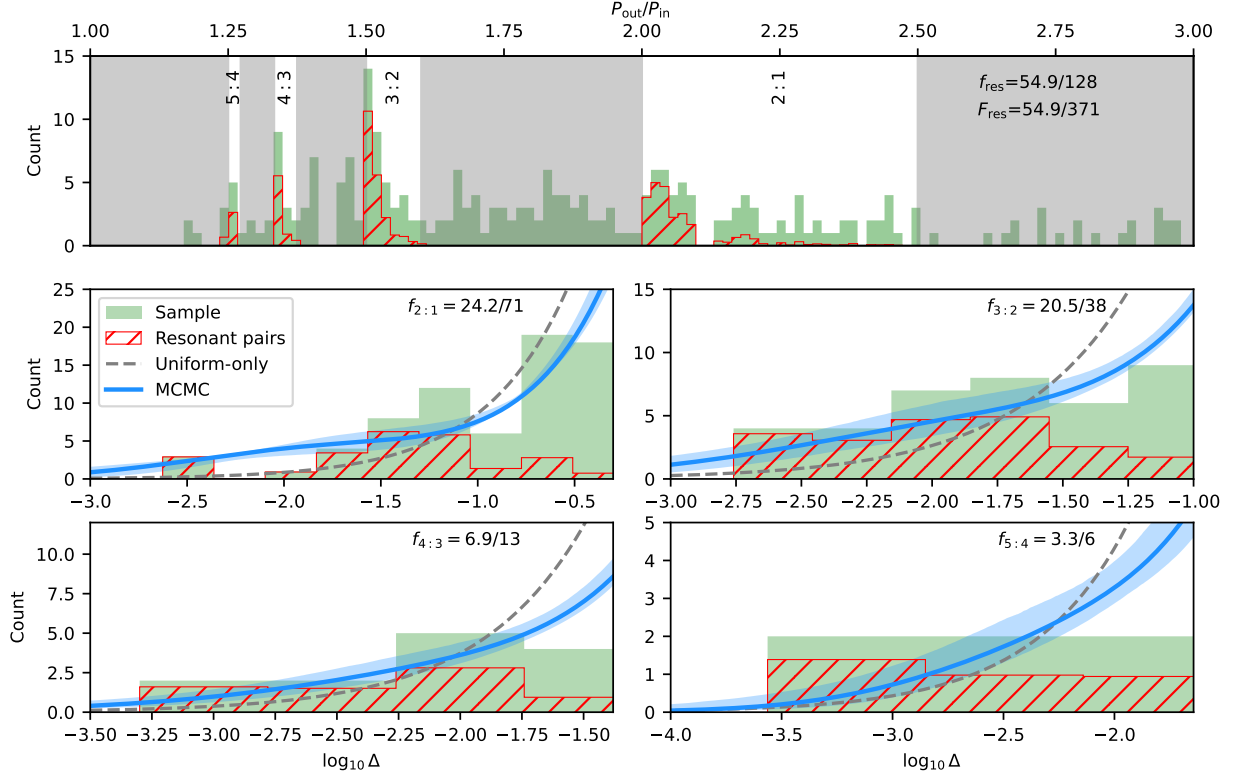 P_out/P_in
1.00 1.25 1.50 1.75 2.00 2.25 2.50 2.75 3.00
15
10
5
0
Count
5 : 4
4 : 3
3 : 2
2 : 1
f_res=54.9/128
F_res=54.9/371
25
20
15
10
5
0
Count
Sample
Resonant pairs
Uniform-only
MCMC
f_2:1 = 24.2/71
−3.0 −2.5 −2.0 −1.5 −1.0 −0.5
15
10
5
0
f_3:2 = 20.5/38
−3.00 −2.75 −2.50 −2.25 −2.00 −1.75 −1.50 −1.25 −1.00
10.0
7.5
5.0
2.5
0.0
Count
f_4:3 = 6.9/13
−3.50 −3.25 −3.00 −2.75 −2.50 −2.25 −2.00 −1.75 −1.50
log₁₀ Δ
5
4
3
2
1
0
f_5:4 = 3.3/6
−4.0 −3.5 −3.0 −2.5 −2.0
log₁₀ Δ